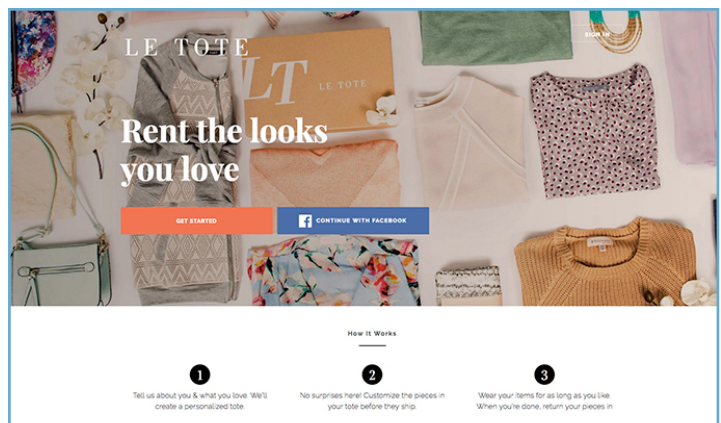 LE TOTE
SIGN IN
LT LE TOTE
Rent the looks
you love
GET STARTED
CONTINUE WITH FACEBOOK
How It Works
1
Tell us about you & what you love. We'll
create a personalized tote.
2
No surprises here! Customize the pieces in
your tote before they ship.
3
Wear your items for as long as you like.
When you're done, return your pieces in